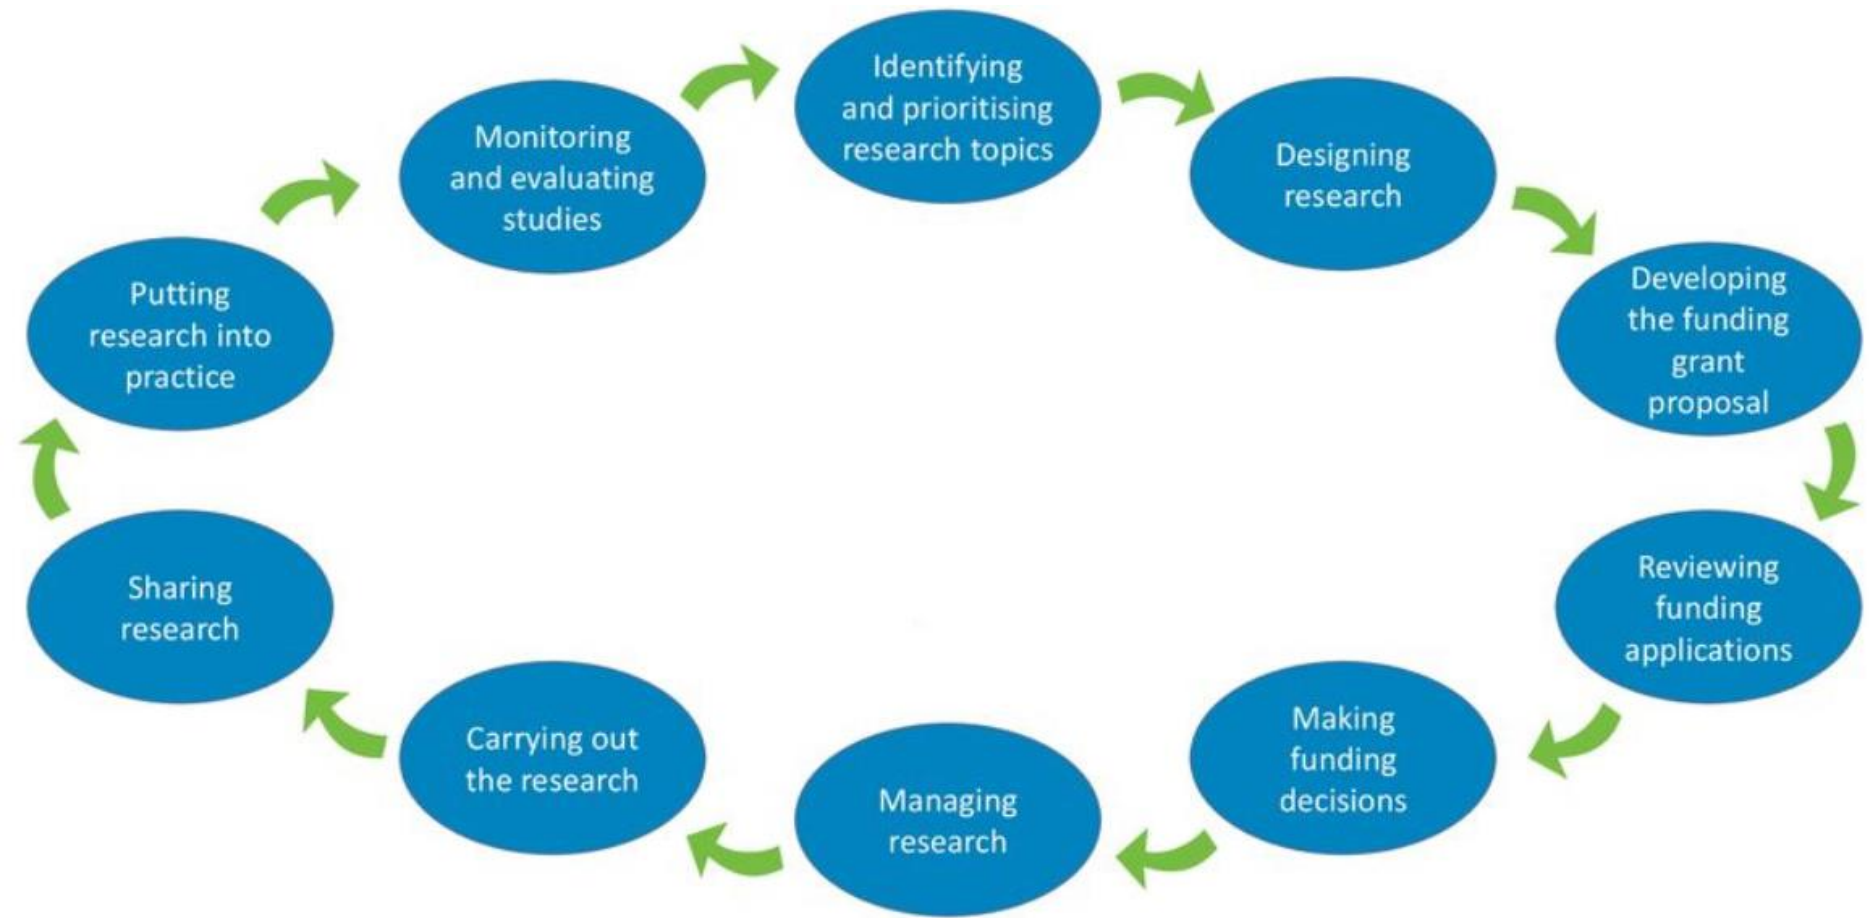 Identifying
and prioritising
research topics
Designing
research
Developing
the funding
grant
proposal
Reviewing
funding
applications
Making
funding
decisions
Managing
research
Carrying out
the research
Sharing
research
Putting
research into
practice
Monitoring
and evaluating
studies